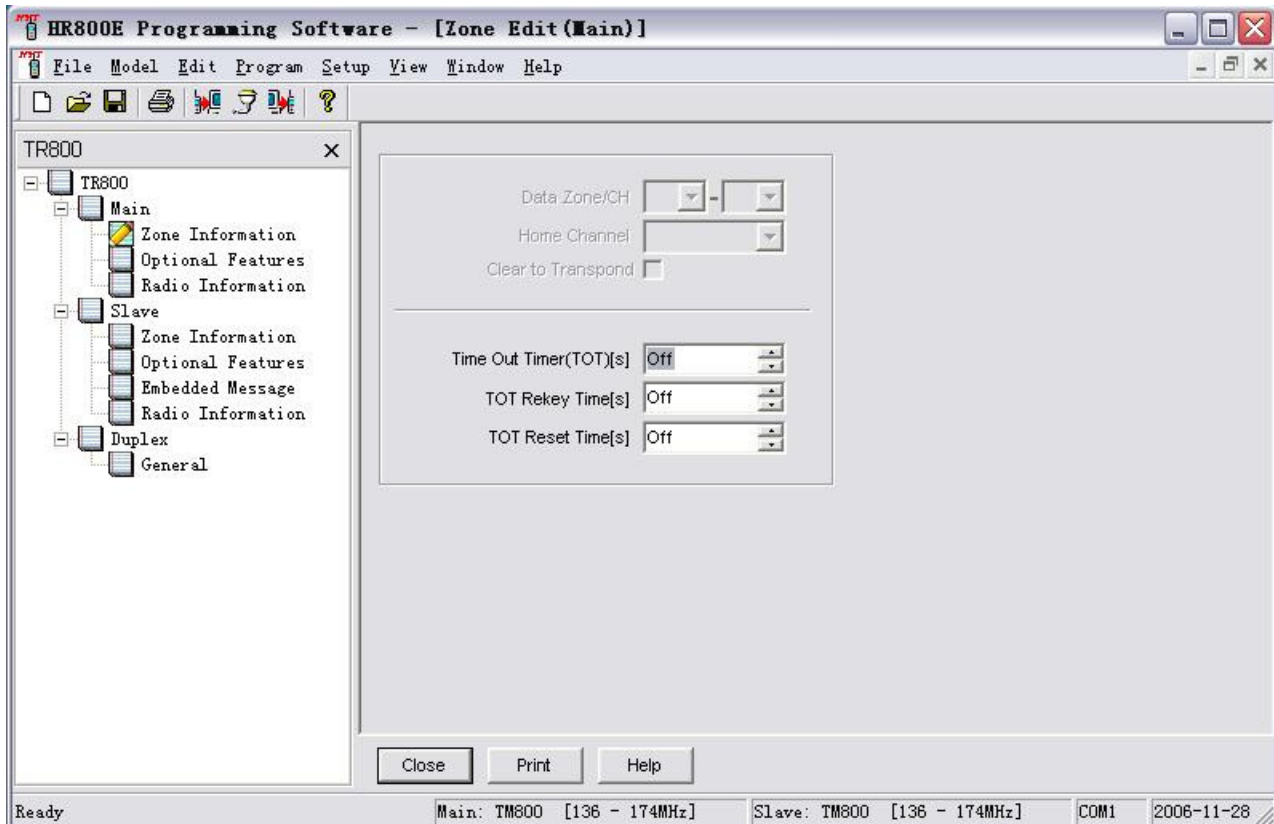 HR800E Programming Software - [Zone Edit(Main)]
File Model Edit Program Setup View Window Help
TR800
TR800
Main
Zone Information
Optional Features
Radio Information
Slave
Zone Information
Optional Features
Embedded Message
Radio Information
Duplex
General
Data Zone/CH -
Home Channel
Clear to Transpond
Time Out Timer(TOT)[s] Off
TOT Rekey Time[s] Off
TOT Reset Time[s] Off
Close Print Help
Ready Main: TM800 [136 - 174MHz] Slave: TM800 [136 - 174MHz] COM1 2006-11-28